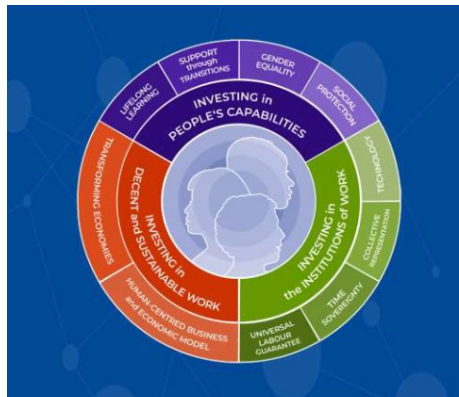 LIFELONG
LEARNING
SUPPORT
through
TRANSITIONS
GENDER
EQUALITY
SOCIAL
PROTECTION
INVESTING in
PEOPLE'S CAPABILITIES
TECHNOLOGY
COLLECTIVE
REPRESENTATION
TIME
SOVEREIGNTY
UNIVERSAL
LABOUR
GUARANTEE
INVESTING in
the INSTITUTIONS of WORK
TRANSFORMING ECONOMIES
HUMAN-CENTRED BUSINESS
and ECONOMIC MODEL
INVESTING in
DECENT and SUSTAINABLE WORK